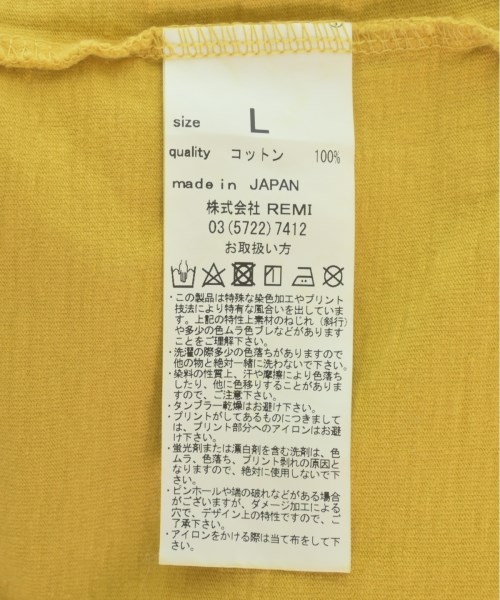 size L
quality コットン 100%
made in JAPAN
株式会社 REMI
03(5722)7412
お取扱い方
・この製品は特殊な染色加工やプリント
技法により特有な風合いを出していま
す。上記の特性上素材のねじれ（斜行）
や多少の色ムラ色ブレなどがあります
ことをご理解下さい。
・洗濯の際多少の色落ちがありますので
他の物と絶対一緒に洗わないで下さい。
・染料の性質上、汗や摩擦により色落ち
したり、他に色移りすることがありま
すので、ご注意下さい。
・タンブラー乾燥はお避け下さい。
・プリントがしてあるものにつきまして
は、プリント部分へのアイロンはお避
け下さい。
・蛍光剤または漂白剤を含む洗剤は、色
ムラ、色落ち、プリント剥れの原因と
なりますので、絶対に使用しないで下
さい。
・ピンホールや端の破れなどがある場合
がございますが、ダメージ加工による
穴で、デザイン上の特性ですので、ご
了承下さい。
・アイロンをかける際は当て布をして下
さい。